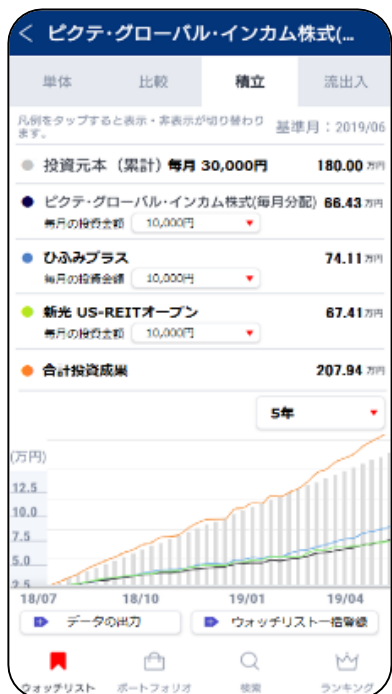 ピクテ・グローバル・インカム株式(...
単体 比較 積立 流出入
凡例をタップすると表示・非表示が切り替わります。
基準月：2019/06
投資元本（累計）毎月 30,000円 180.00 万円
ピクテ・グローバル・インカム株式(毎月分配) 66.43 万円
毎月の投資金額 10,000円
ひふみプラス 74.11 万円
毎月の投資金額 10,000円
新光 US-REITオープン 67.41 万円
毎月の投資金額 10,000円
合計投資成果 207.94 万円
5年
(万円)
12.5
10.0
7.5
5.0
2.5
18/07 18/10 19/01 19/04
データの出力 ウォッチリスト一括登録
ウォッチリスト ポートフォリオ 検索 ランキング